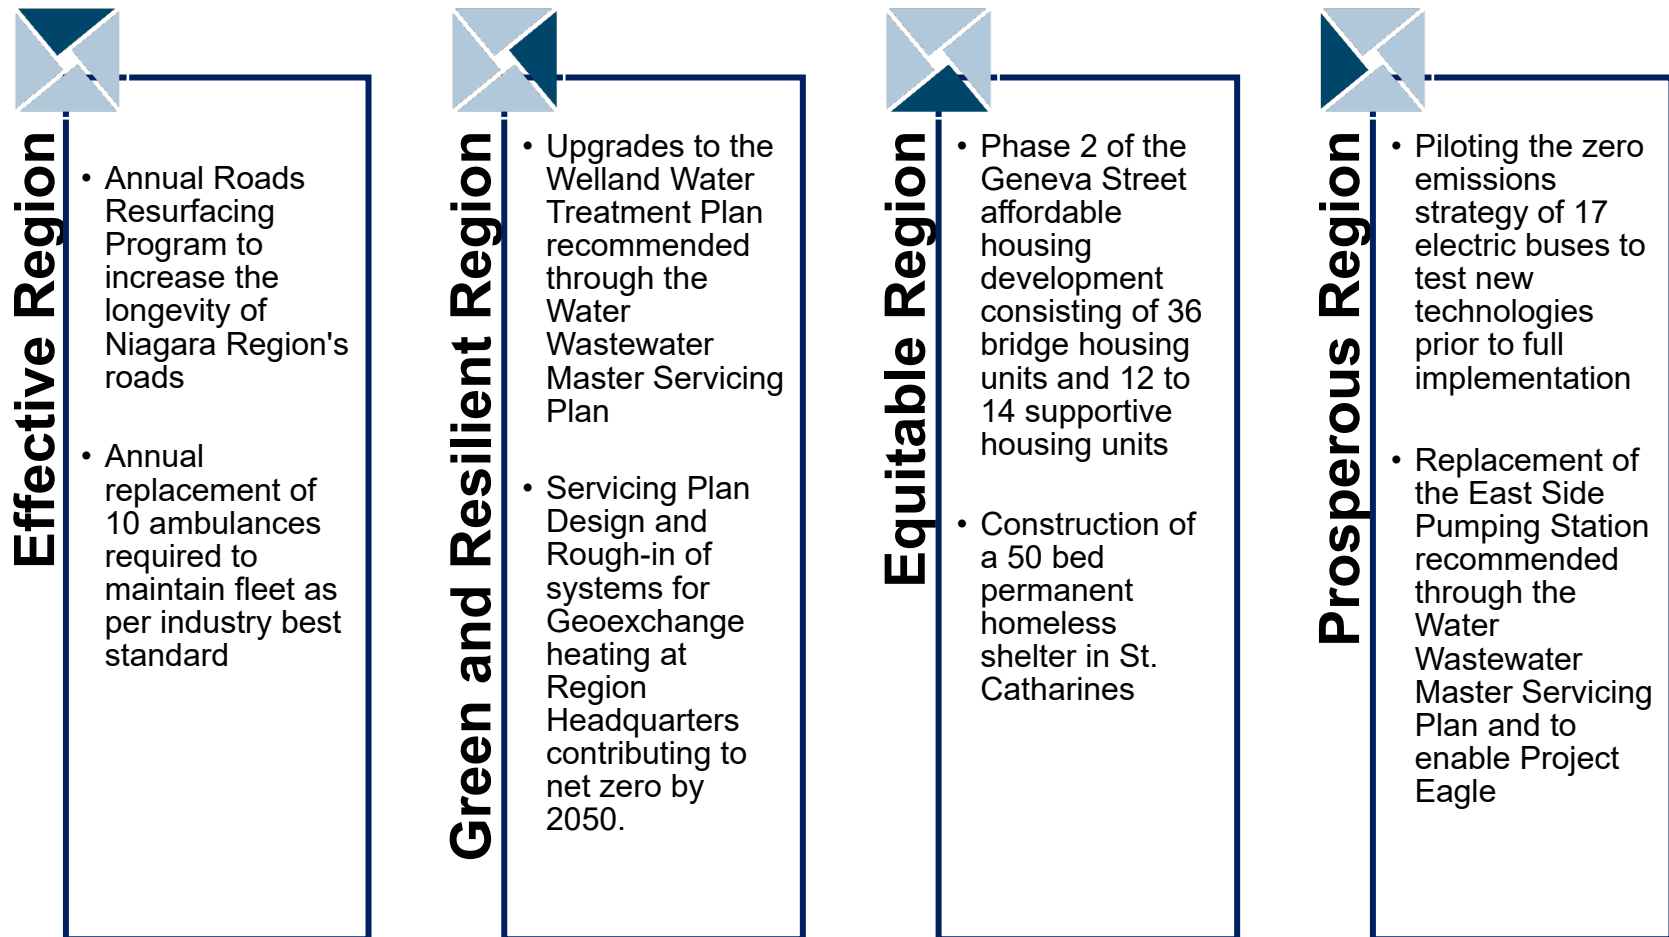 Effective Region
• Annual Roads
Resurfacing
Program to
increase the
longevity of
Niagara Region's
roads
• Annual
replacement of
10 ambulances
required to
maintain fleet as
per industry best
standard
Green and Resilient Region
• Upgrades to the
Welland Water
Treatment Plan
recommended
through the
Water
Wastewater
Master Servicing
Plan
• Servicing Plan
Design and
Rough-in of
systems for
Geoexchange
heating at
Region
Headquarters
contributing to
net zero by
2050.
Equitable Region
• Phase 2 of the
Geneva Street
affordable
housing
development
consisting of 36
bridge housing
units and 12 to
14 supportive
housing units
• Construction of
a 50 bed
permanent
homeless
shelter in St.
Catharines
Prosperous Region
• Piloting the zero
emissions
strategy of 17
electric buses to
test new
technologies
prior to full
implementation
• Replacement of
the East Side
Pumping Station
recommended
through the
Water
Wastewater
Master Servicing
Plan and to
enable Project
Eagle